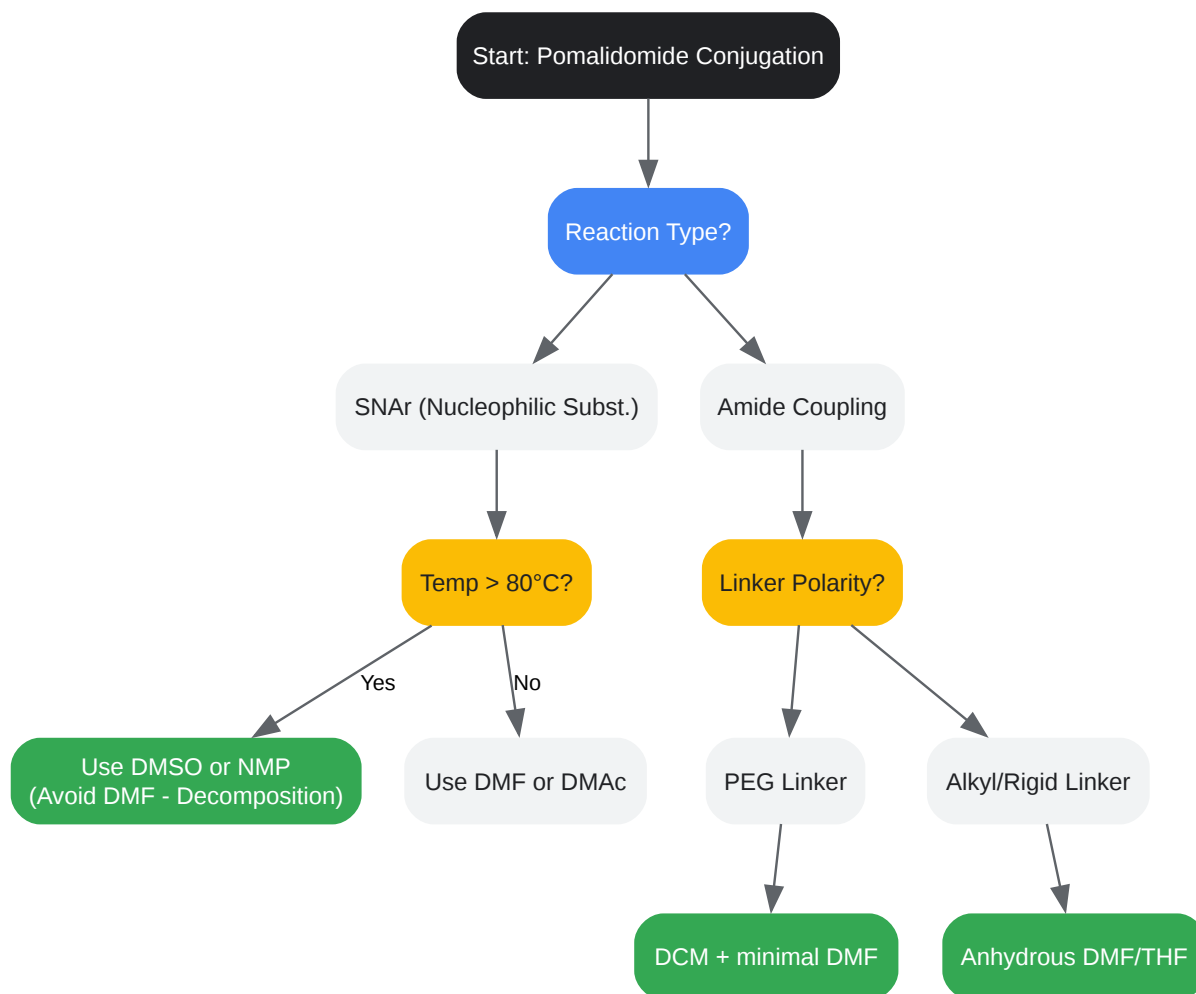 Start: Pomalidomide Conjugation
Reaction Type?
SNAr (Nucleophilic Subst.)
Amide Coupling
Temp > 80°C?
Linker Polarity?
Yes
No
Use DMSO or NMP
(Avoid DMF - Decomposition)
Use DMF or DMAc
PEG Linker
Alkyl/Rigid Linker
DCM + minimal DMF
Anhydrous DMF/THF